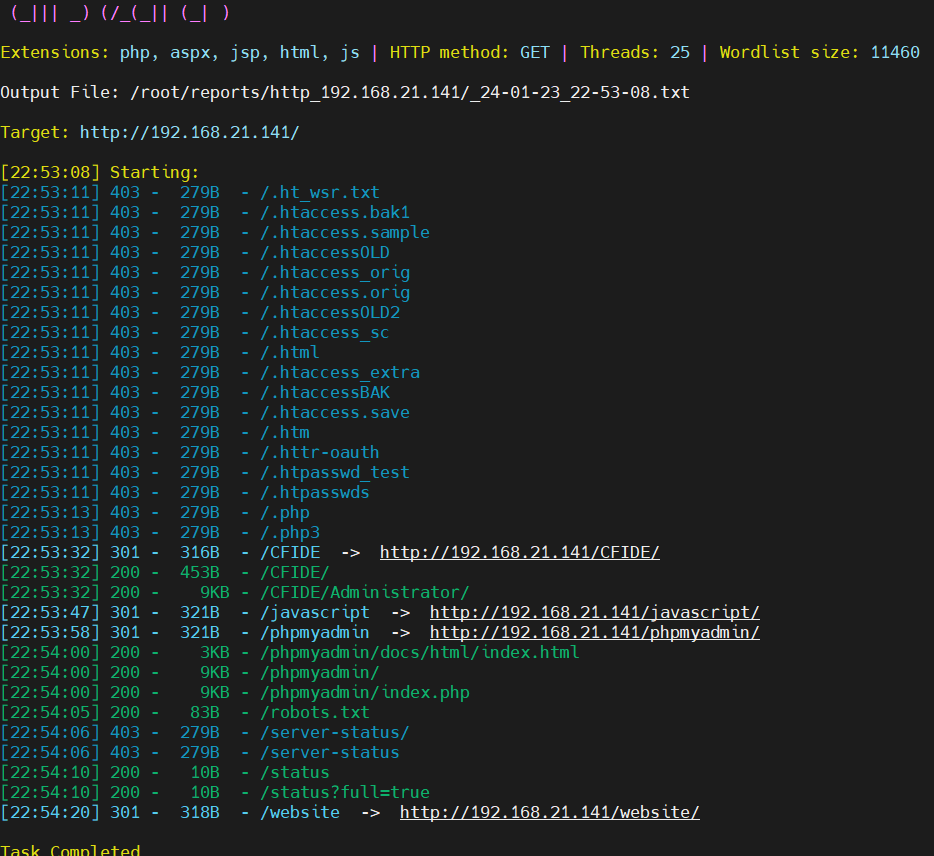 (_||| _) (/_(_|| (_| )
Extensions: php, aspx, jsp, html, js | HTTP method: GET | Threads: 25 | Wordlist size: 11460
Output File: /root/reports/http_192.168.21.141/_24-01-23_22-53-08.txt
Target: http://192.168.21.141/
[22:53:08] Starting:
[22:53:11] 403 -  279B  - /.ht_wsr.txt
[22:53:11] 403 -  279B  - /.htaccess.bak1
[22:53:11] 403 -  279B  - /.htaccess.sample
[22:53:11] 403 -  279B  - /.htaccessOLD
[22:53:11] 403 -  279B  - /.htaccess_orig
[22:53:11] 403 -  279B  - /.htaccess.orig
[22:53:11] 403 -  279B  - /.htaccessOLD2
[22:53:11] 403 -  279B  - /.htaccess_sc
[22:53:11] 403 -  279B  - /.html
[22:53:11] 403 -  279B  - /.htaccess_extra
[22:53:11] 403 -  279B  - /.htaccessBAK
[22:53:11] 403 -  279B  - /.htaccess.save
[22:53:11] 403 -  279B  - /.htm
[22:53:11] 403 -  279B  - /.httr-oauth
[22:53:11] 403 -  279B  - /.htpasswd_test
[22:53:11] 403 -  279B  - /.htpasswds
[22:53:13] 403 -  279B  - /.php
[22:53:13] 403 -  279B  - /.php3
[22:53:32] 301 -  316B  - /CFIDE  ->  http://192.168.21.141/CFIDE/
[22:53:32] 200 -  453B  - /CFIDE/
[22:53:32] 200 -    9KB - /CFIDE/Administrator/
[22:53:47] 301 -  321B  - /javascript  ->  http://192.168.21.141/javascript/
[22:53:58] 301 -  321B  - /phpmyadmin  ->  http://192.168.21.141/phpmyadmin/
[22:54:00] 200 -    3KB - /phpmyadmin/docs/html/index.html
[22:54:00] 200 -    9KB - /phpmyadmin/
[22:54:00] 200 -    9KB - /phpmyadmin/index.php
[22:54:05] 200 -   83B  - /robots.txt
[22:54:06] 403 -  279B  - /server-status/
[22:54:06] 403 -  279B  - /server-status
[22:54:10] 200 -   10B  - /status
[22:54:10] 200 -   10B  - /status?full=true
[22:54:20] 301 -  318B  - /website  ->  http://192.168.21.141/website/
Task Completed